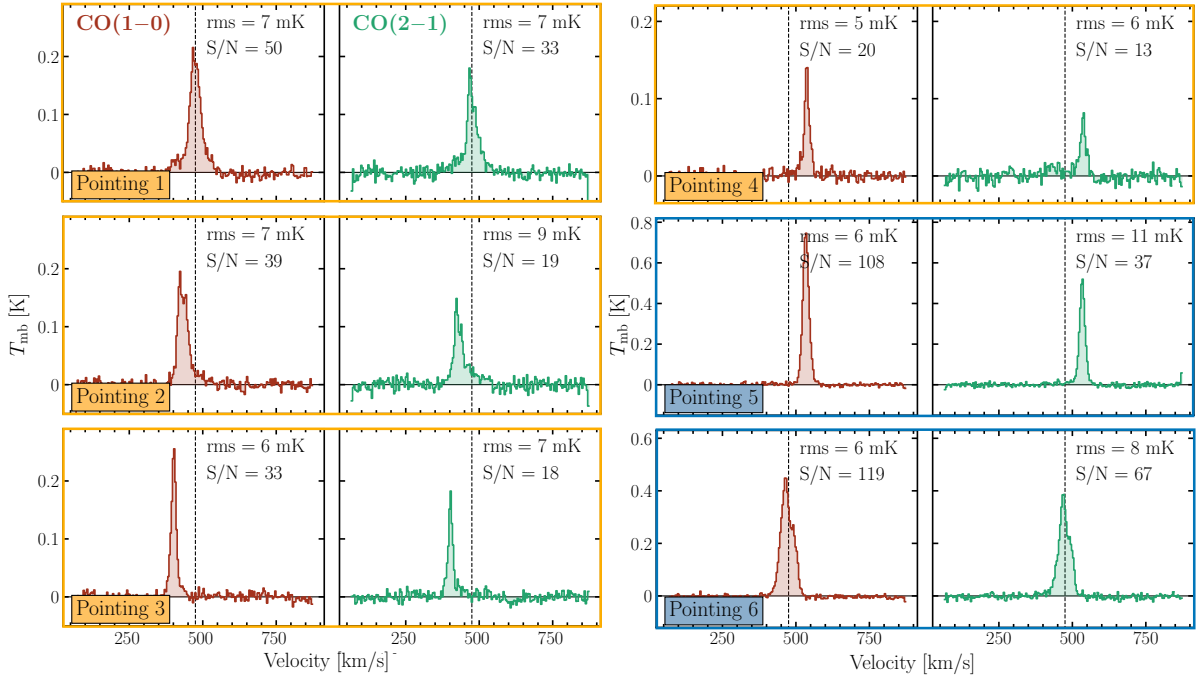 CO(1−0)
rms = 7 mK
S/N = 50
CO(2−1)
rms = 7 mK
S/N = 33
0.2
0.1
0
Pointing 1
rms = 7 mK
S/N = 39
rms = 9 mK
S/N = 19
0.2
0.1
0
Pointing 2
rms = 6 mK
S/N = 33
rms = 7 mK
S/N = 18
0.2
0.1
0
Pointing 3
250
500
750
250
500
750
Tmb [K]
Velocity [km/s]
rms = 5 mK
S/N = 20
rms = 6 mK
S/N = 13
0.2
0.1
0
Pointing 4
rms = 6 mK
S/N = 108
rms = 11 mK
S/N = 37
0.8
0.6
0.4
0.2
0
Pointing 5
rms = 6 mK
S/N = 119
rms = 8 mK
S/N = 67
0.6
0.4
0.2
0
Pointing 6
250
500
750
250
500
750
Tmb [K]
Velocity [km/s]